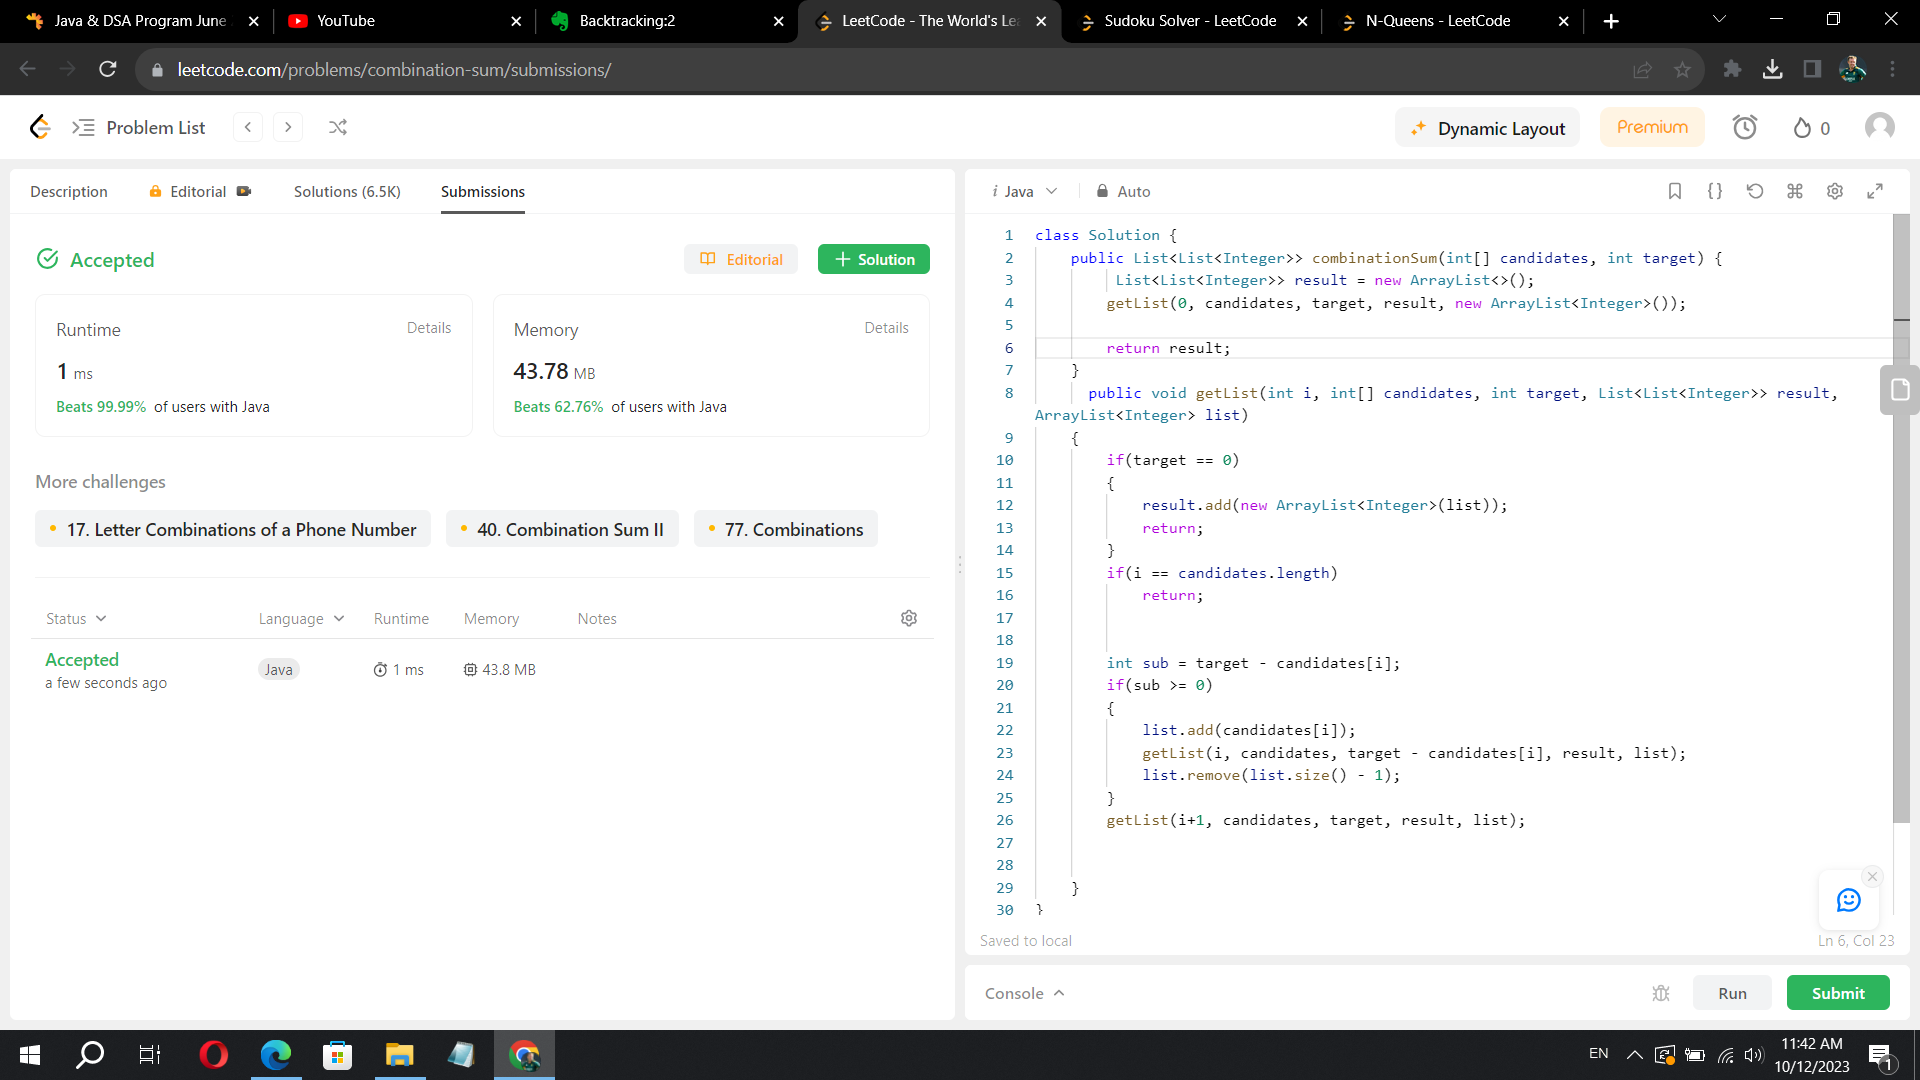 Java & DSA Program June
YouTube
Backtracking:2
LeetCode - The World's Le
Sudoku Solver - LeetCode
N-Queens - LeetCode
leetcode.com/problems/combination-sum/submissions/
Problem List
Dynamic Layout
Premium
0
Description
Editorial
Solutions (6.5K)
Submissions
Accepted
Editorial
Solution
Runtime
Details
1 ms
Beats 99.99% of users with Java
Memory
Details
43.78 MB
Beats 62.76% of users with Java
More challenges
17. Letter Combinations of a Phone Number
40. Combination Sum II
77. Combinations
Status
Language
Runtime
Memory
Notes
Accepted
a few seconds ago
Java
1 ms
43.8 MB
i Java
Auto
1 class Solution {
2 public List<List<Integer>> combinationSum(int[] candidates, int target) {
3 List<List<Integer>> result = new ArrayList<>();
4 getList(0, candidates, target, result, new ArrayList<Integer>());
5
6 return result;
7 }
8 public void getList(int i, int[] candidates, int target, List<List<Integer>> result,
ArrayList<Integer> list)
9 {
10 if(target == 0)
11 {
12 result.add(new ArrayList<Integer>(list));
13 return;
14 }
15 if(i == candidates.length)
16 return;
17
18
19 int sub = target - candidates[i];
20 if(sub >= 0)
21 {
22 list.add(candidates[i]);
23 getList(i, candidates, target - candidates[i], result, list);
24 list.remove(list.size() - 1);
25 }
26 getList(i+1, candidates, target, result, list);
27
28
29 }
30 }
Saved to local
Ln 6, Col 23
Console
Run
Submit
EN
11:42 AM
10/12/2023
1